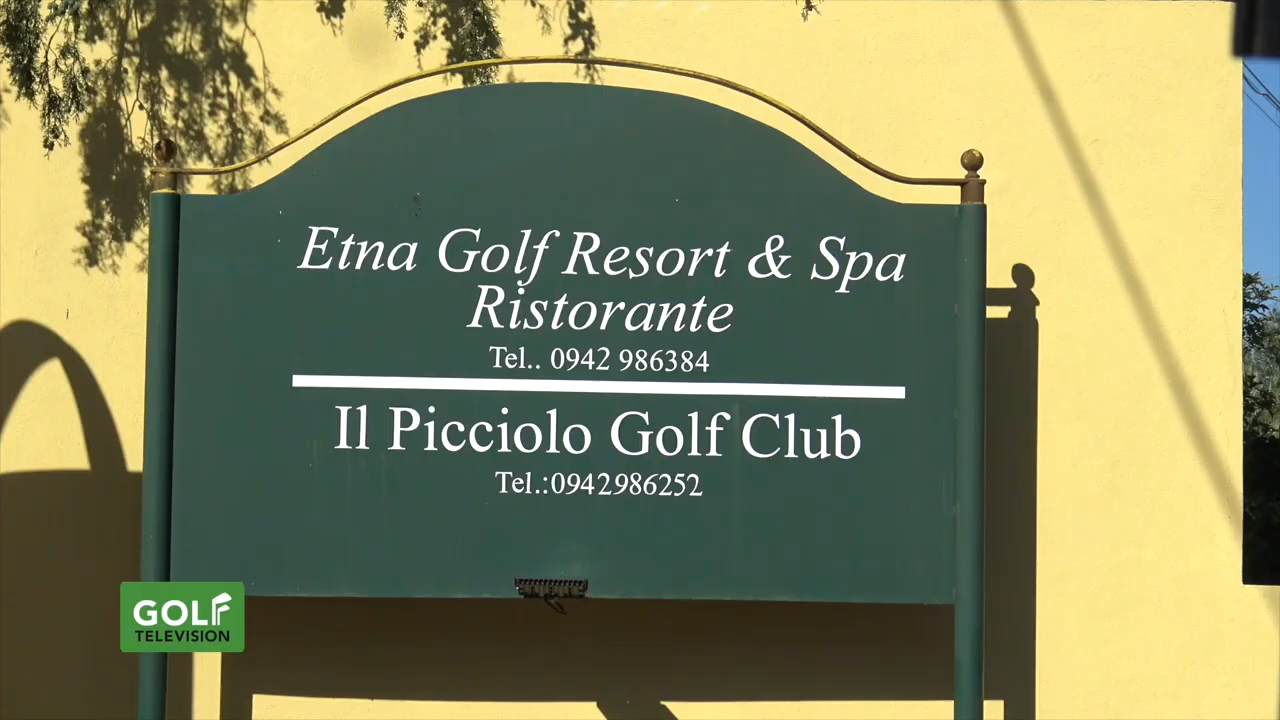 Etna Golf Resort & Spa
Ristorante
Tel.. 0942 986384
Il Picciolo Golf Club
Tel.:0942986252
GOLF
TELEVISION